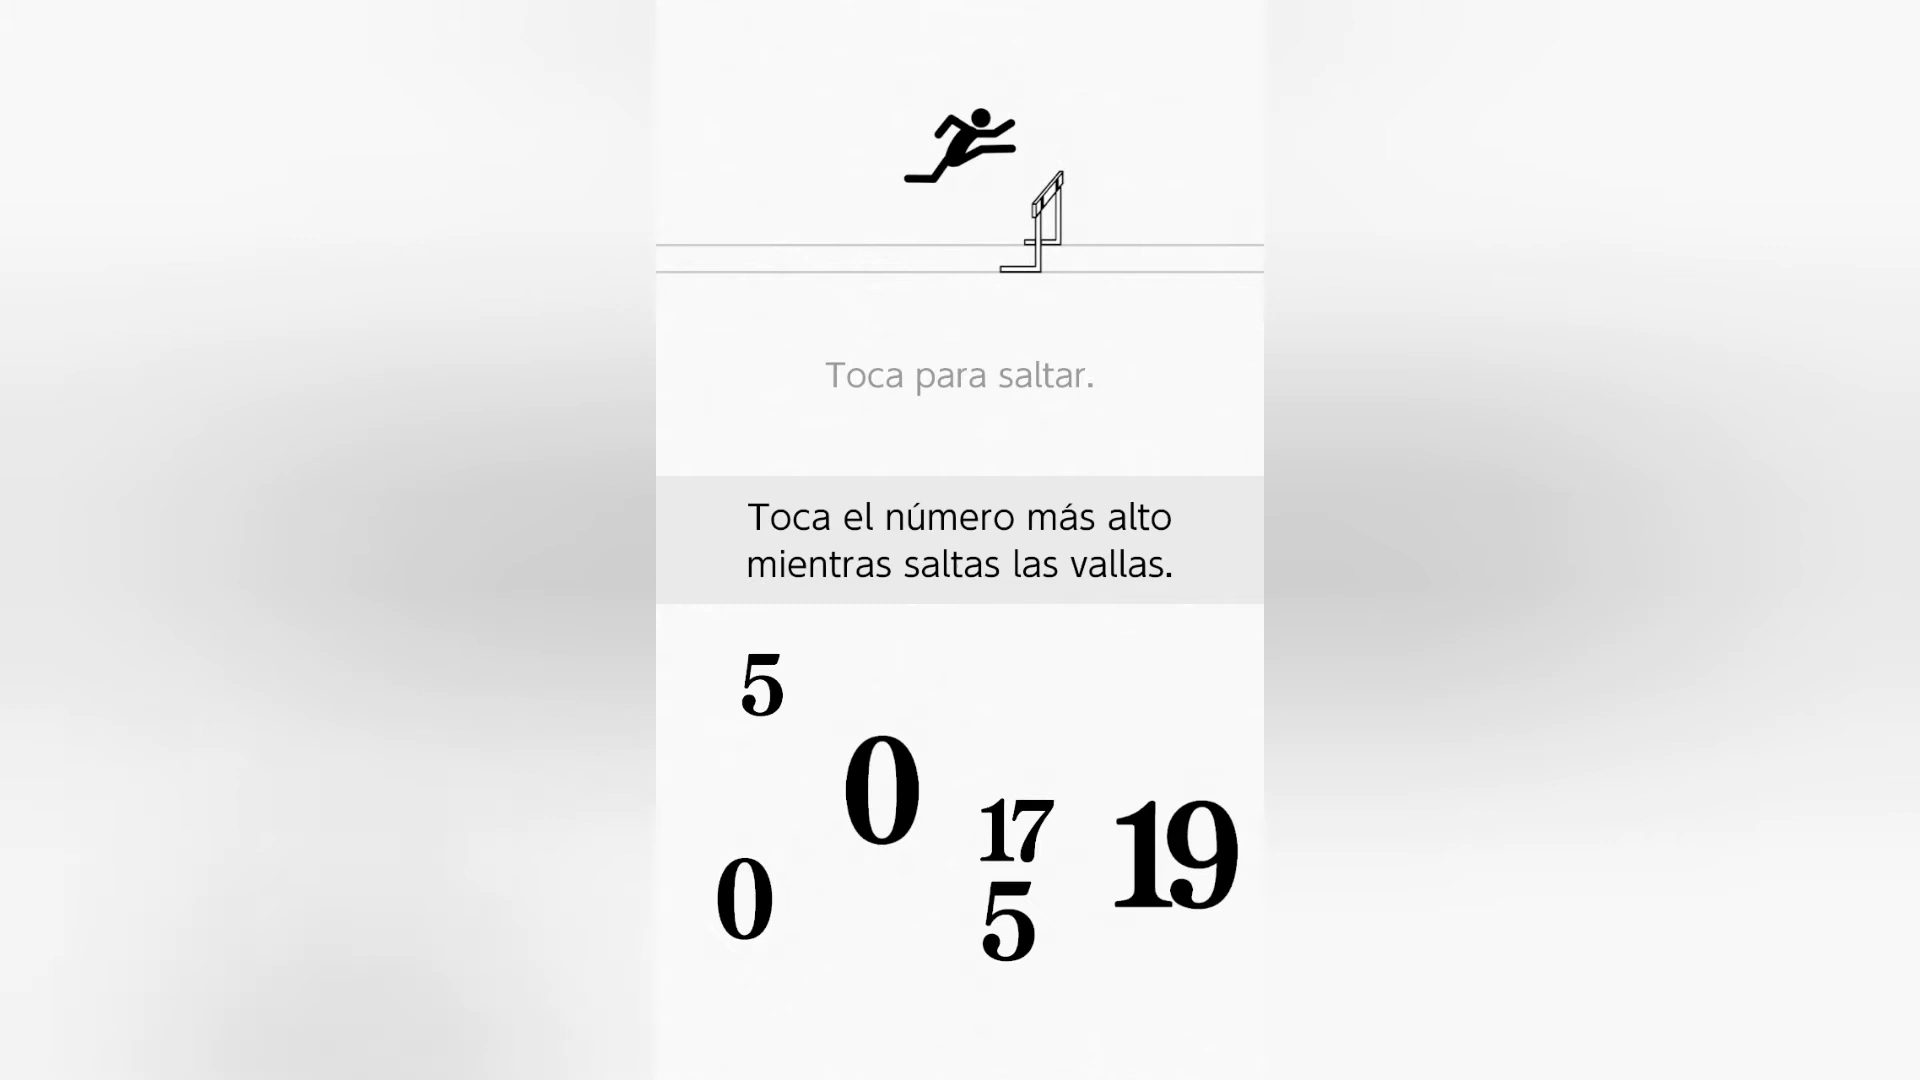 Toca para saltar.
Toca el número más alto
mientras saltas las vallas.
5
0
17
19
0
5